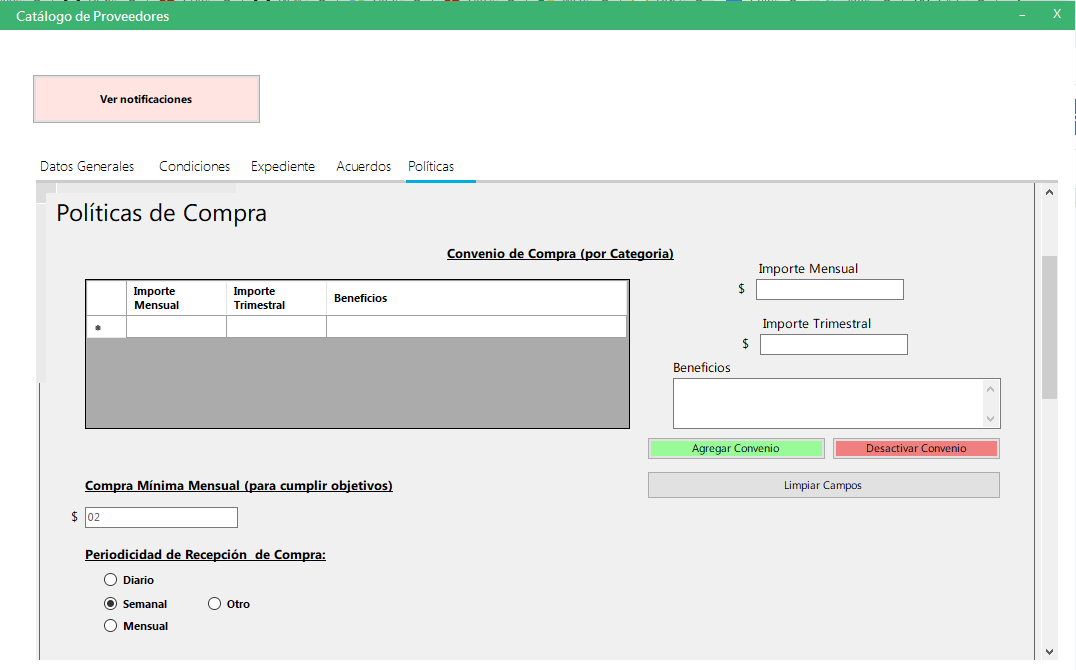 Catálogo de Proveedores
– X
Ver notificaciones
Datos Generales Condiciones Expediente Acuerdos Políticas
Políticas de Compra
Convenio de Compra (por Categoria)
Importe Mensual
$
Importe Mensual
Importe Trimestral
Beneficios
*
Importe Trimestral
$
Beneficios
Agregar Convenio Desactivar Convenio
Limpiar Campos
Compra Mínima Mensual (para cumplir objetivos)
$ 02
Periodicidad de Recepción de Compra:
Diario
Semanal Otro
Mensual